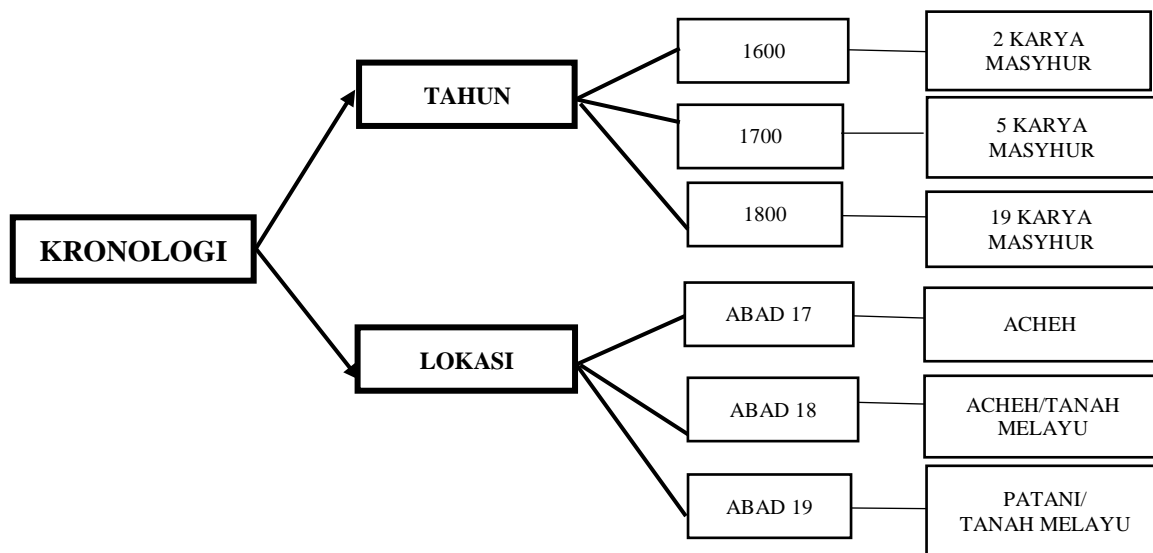 KRONOLOGI
TAHUN
1600
2 KARYA
MASYHUR
1700
5 KARYA
MASYHUR
1800
19 KARYA
MASYHUR
LOKASI
ABAD 17
ACHEH
ABAD 18
ACHEH/TANAH
MELAYU
ABAD 19
PATANI/
TANAH MELAYU